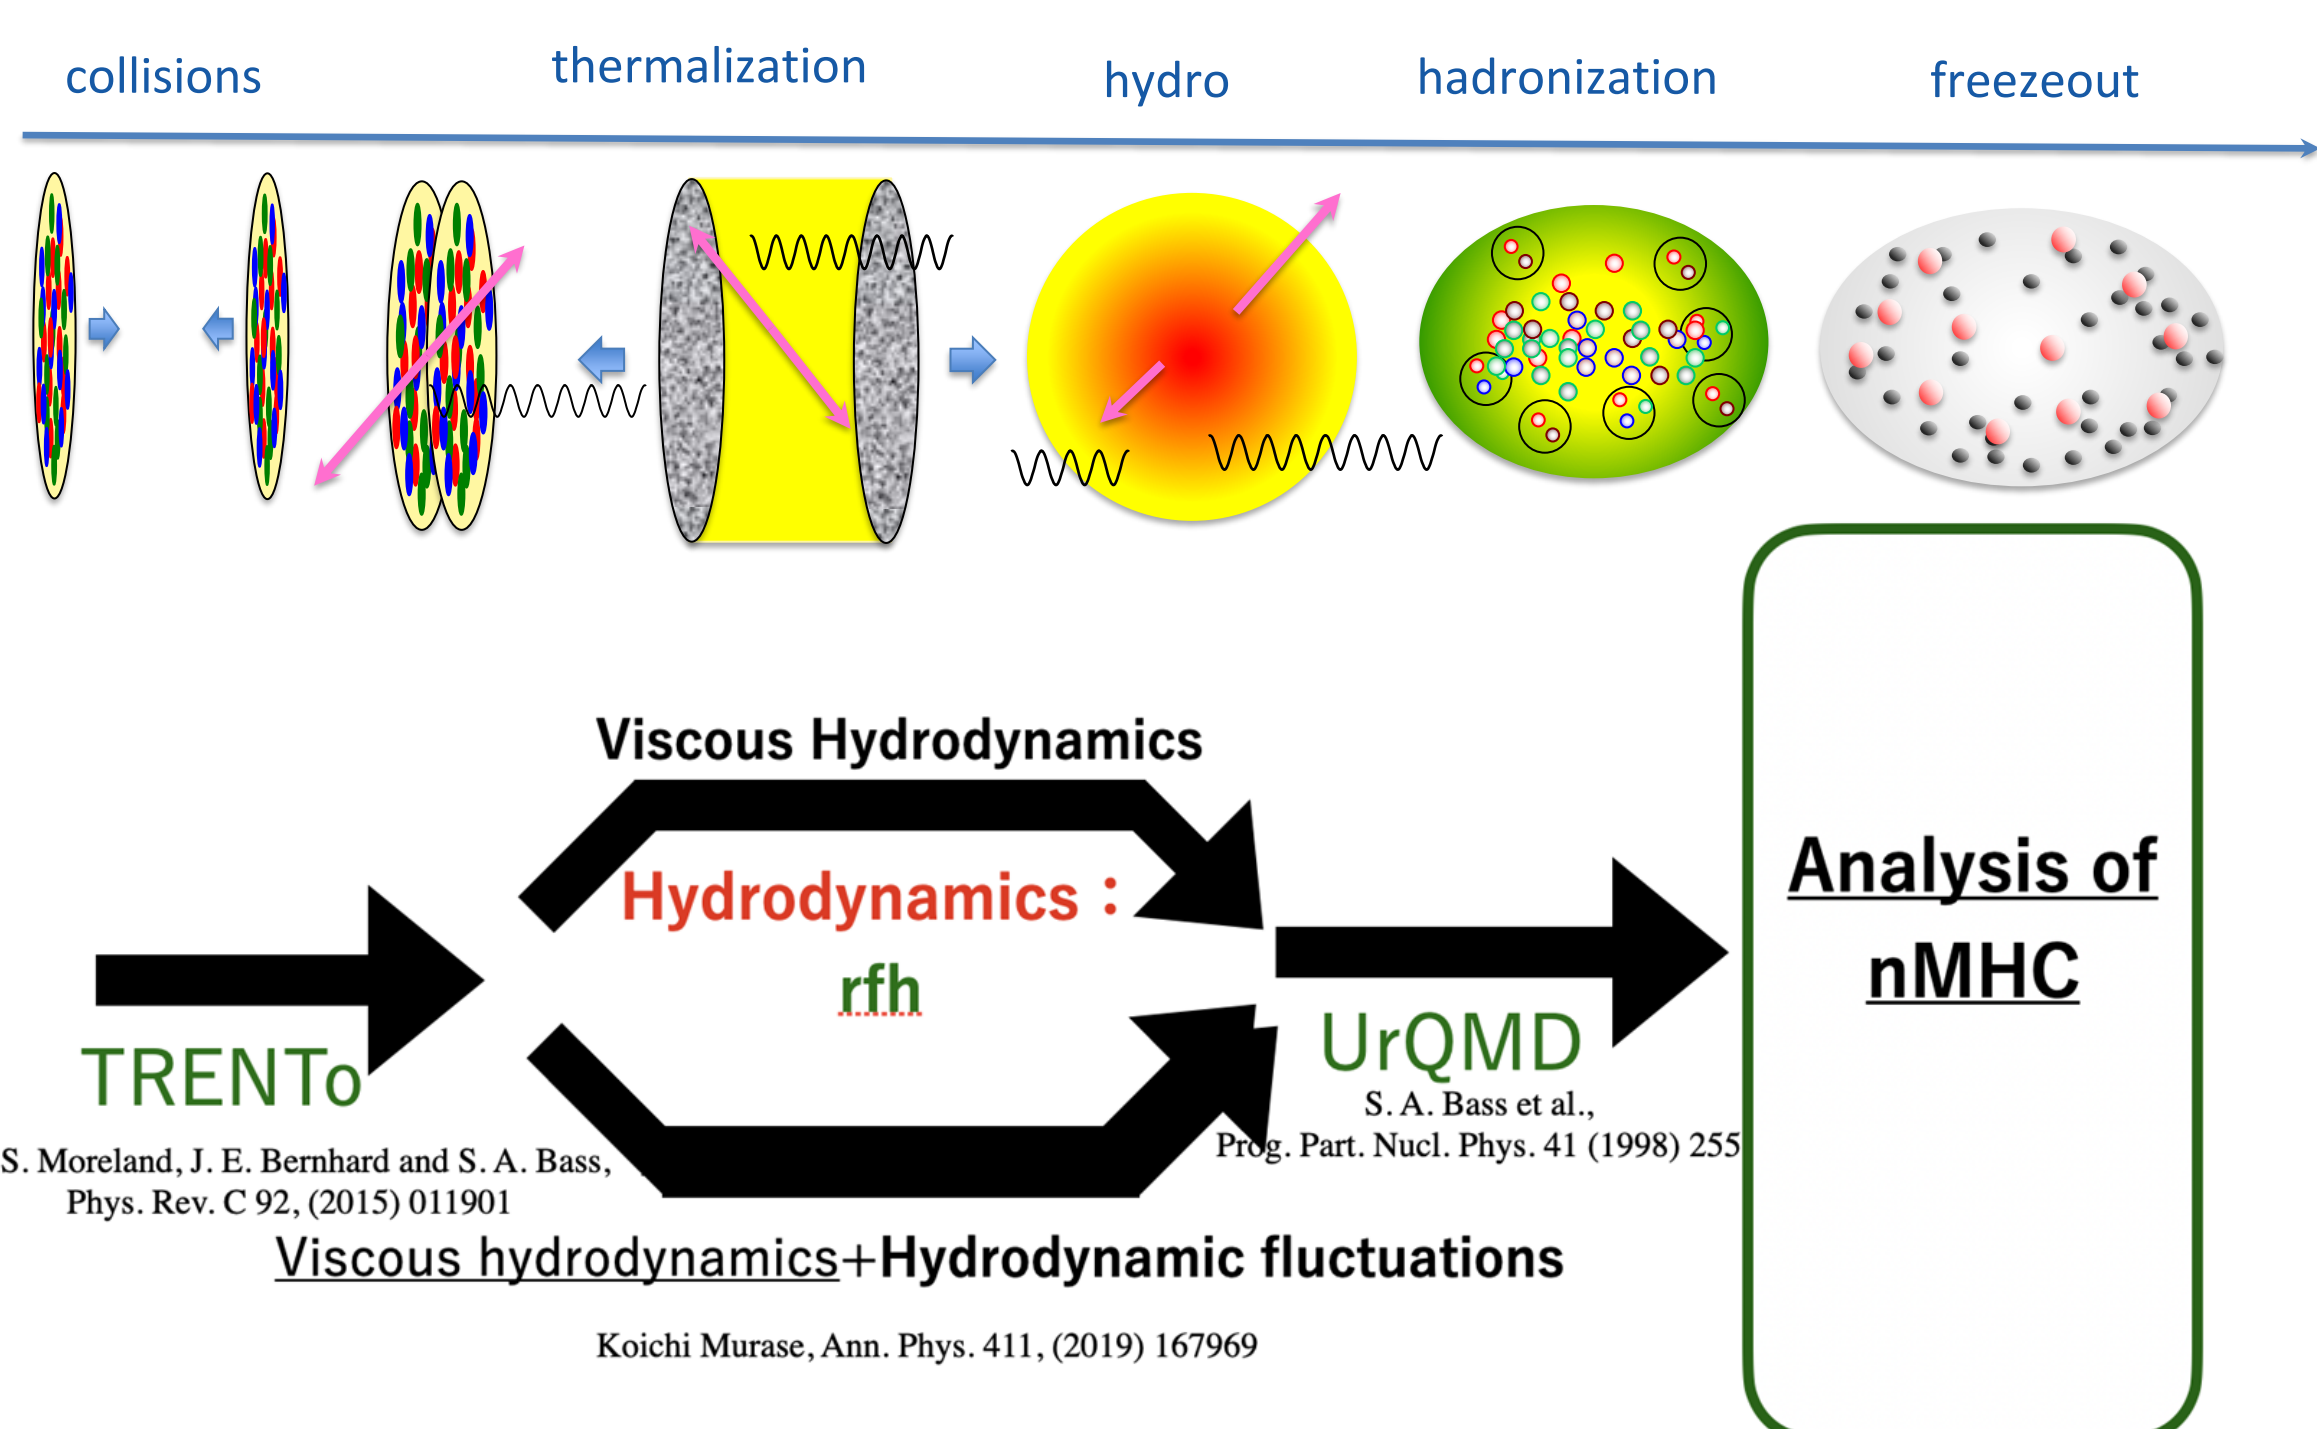 collisions
thermalization
hydro
hadronization
freezeout
Viscous Hydrodynamics
Hydrodynamics :
rfh
TRENTo
S. Moreland, J. E. Bernhard and S. A. Bass,
Phys. Rev. C 92, (2015) 011901
UrQMD
S. A. Bass et al.,
Prog. Part. Nucl. Phys. 41 (1998) 255
Viscous hydrodynamics+Hydrodynamic fluctuations
Koichi Murase, Ann. Phys. 411, (2019) 167969
Analysis of
nMHC